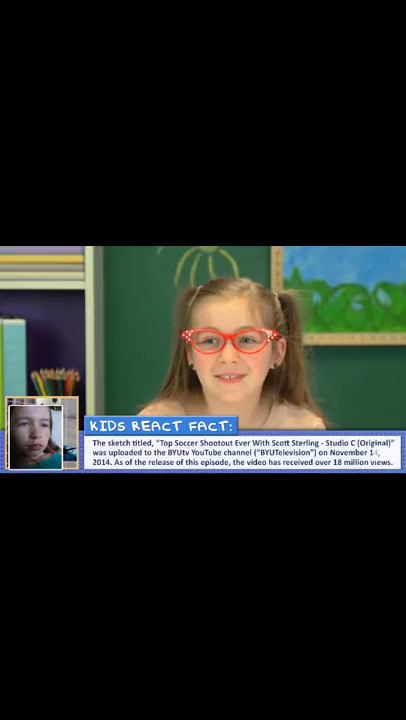 KIDS REACT FACT:
The sketch titled, "Top Soccer Shootout Ever With Scott Sterling - Studio C (Original)"
was uploaded to the BYUtv YouTube channel ("BYUTelevision") on November 14,
2014. As of the release of this episode, the video has received over 18 million views.